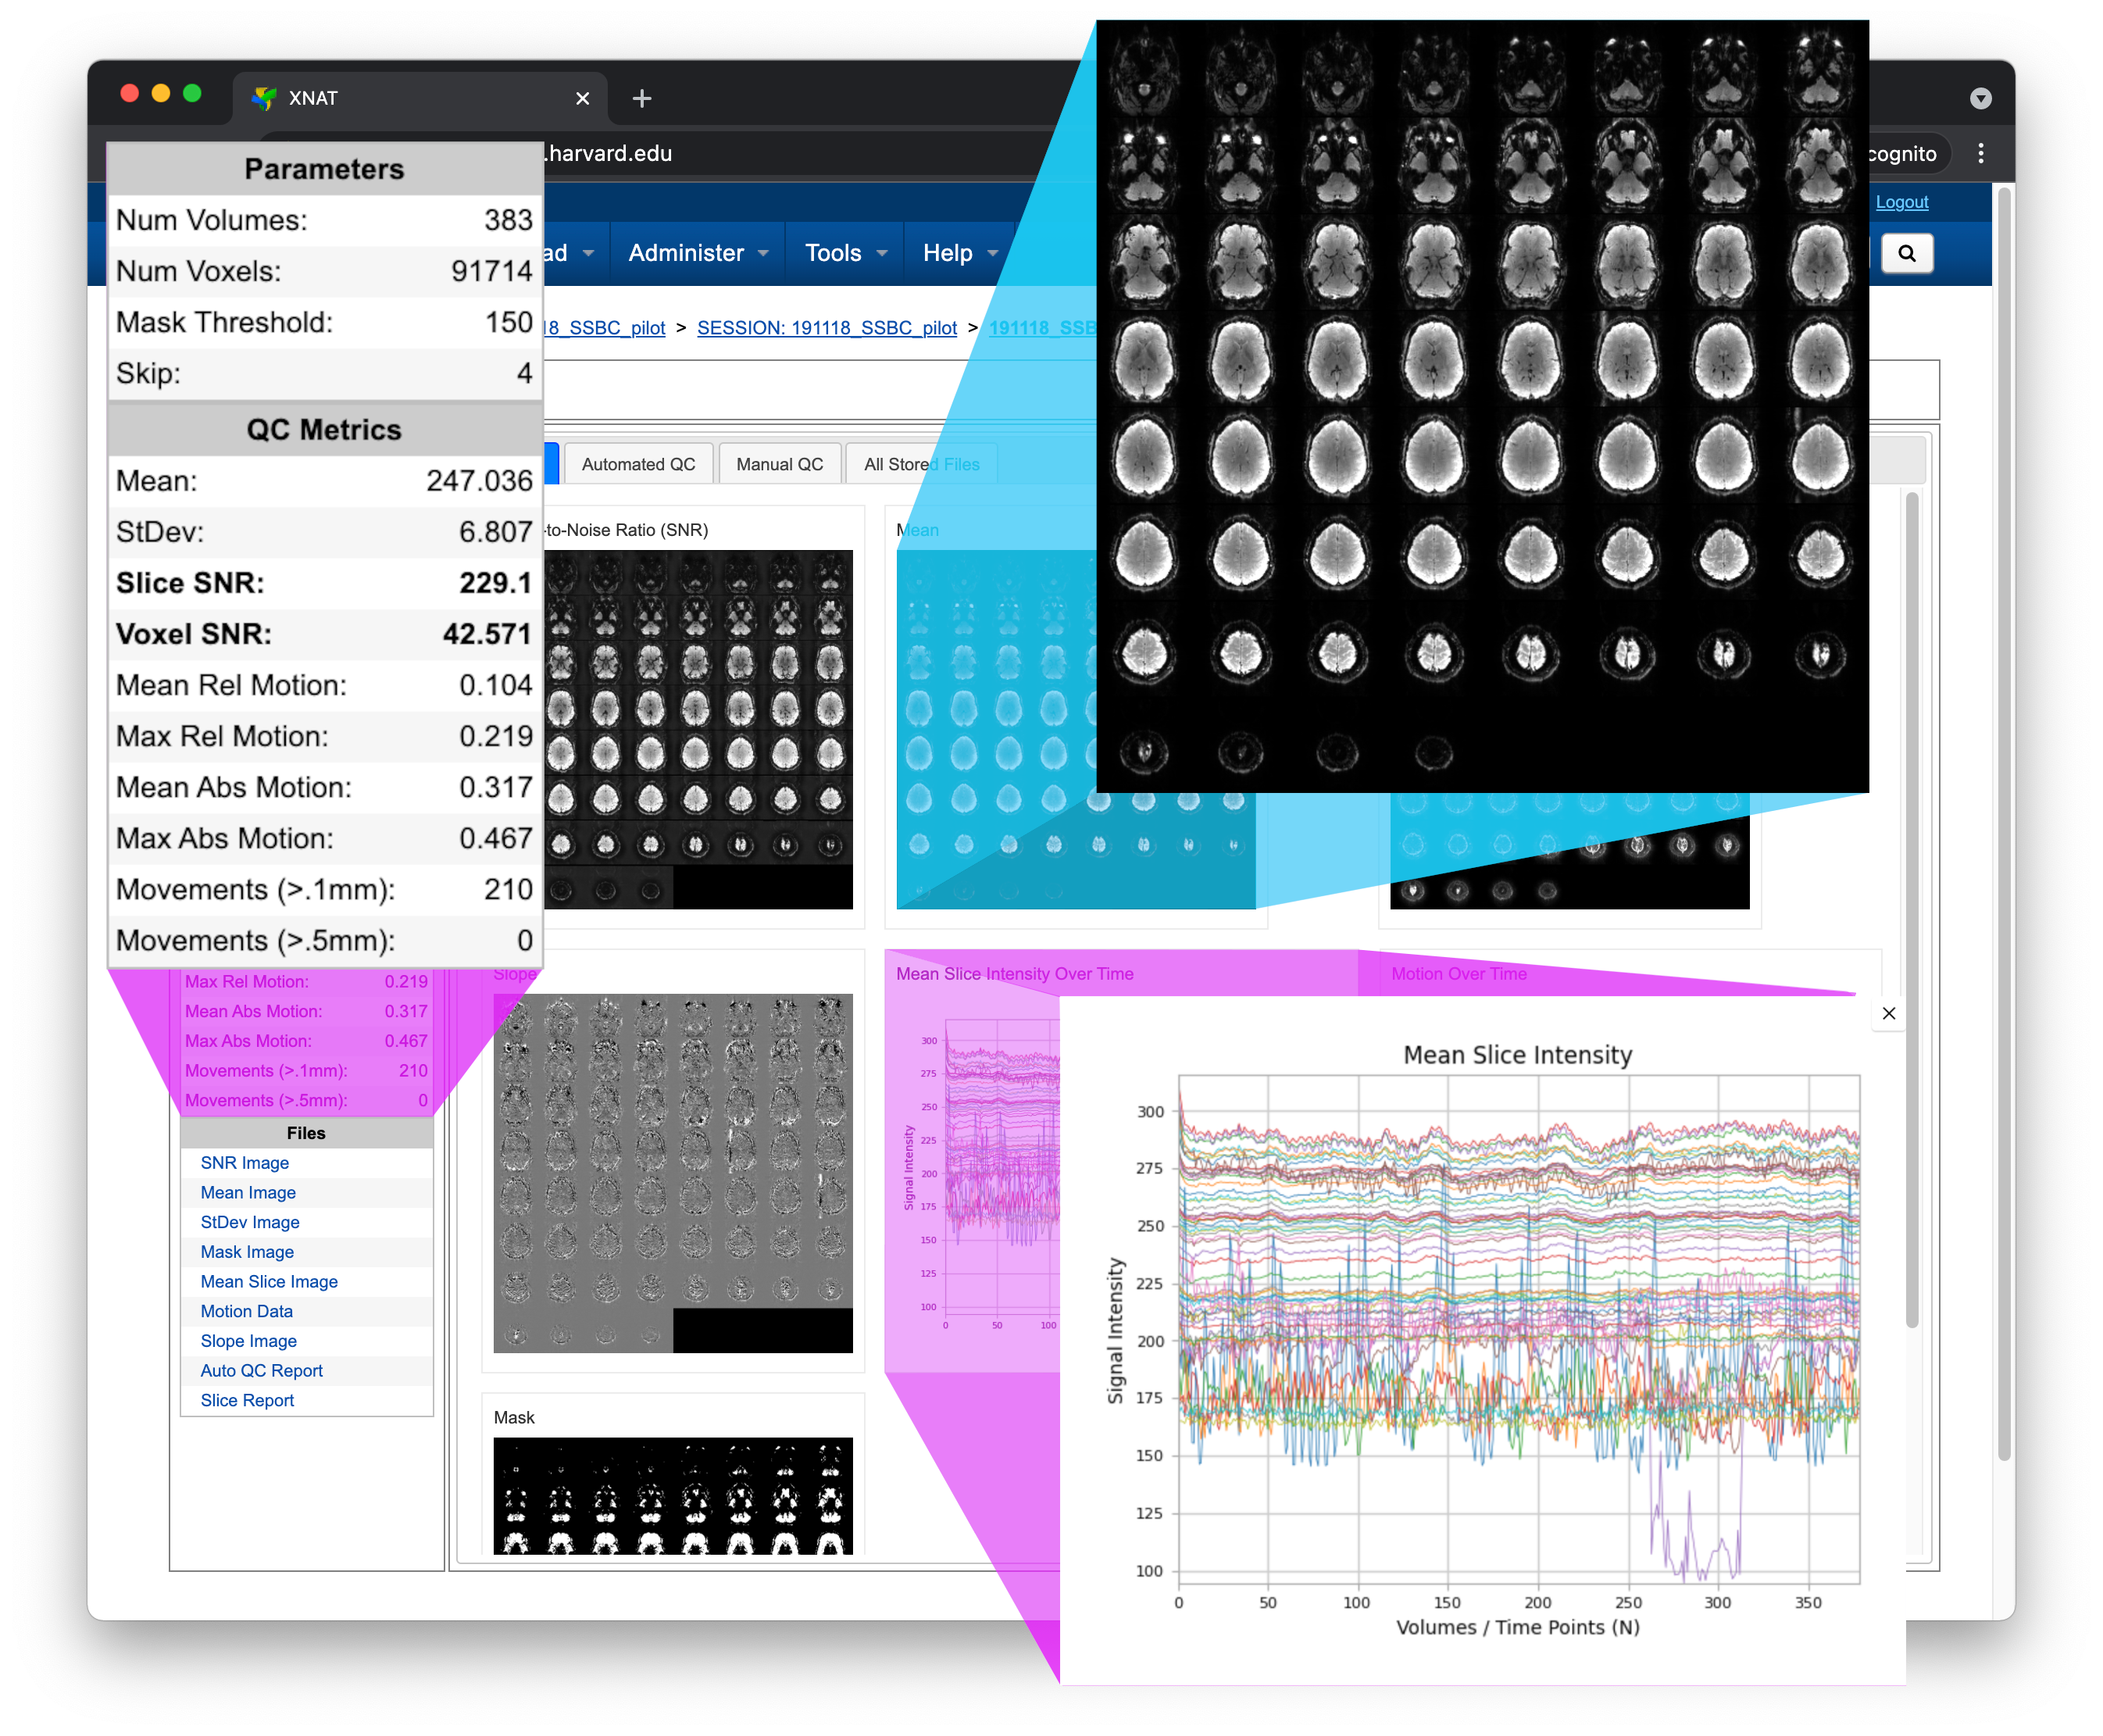 XNAT
.harvard.edu
cognito
Logout
ad
Administer
Tools
Help
18_SSBC_pilot > SESSION: 191118_SSBC_pilot > 191118_SSB
Parameters
Num Volumes: 383
Num Voxels: 91714
Mask Threshold: 150
Skip: 4
QC Metrics
Mean: 247.036
StDev: 6.807
Slice SNR: 229.1
Voxel SNR: 42.571
Mean Rel Motion: 0.104
Max Rel Motion: 0.219
Mean Abs Motion: 0.317
Max Abs Motion: 0.467
Movements (>.1mm): 210
Movements (>.5mm): 0
Max Rel Motion: 0.219
Mean Abs Motion: 0.317
Max Abs Motion: 0.467
Movements (>.1mm): 210
Movements (>.5mm): 0
Files
SNR Image
Mean Image
StDev Image
Mask Image
Mean Slice Image
Motion Data
Slope Image
Auto QC Report
Slice Report
Automated QC
Manual QC
All Stored Files
-to-Noise Ratio (SNR)
Mean
Slope
Mean Slice Intensity Over Time
Motion Over Time
Signal Intensity
300
275
250
225
200
175
150
125
100
0 50 100
Mask
Mean Slice Intensity
Signal Intensity
300
275
250
225
200
175
150
125
100
0 50 100 150 200 250 300 350
Volumes / Time Points (N)